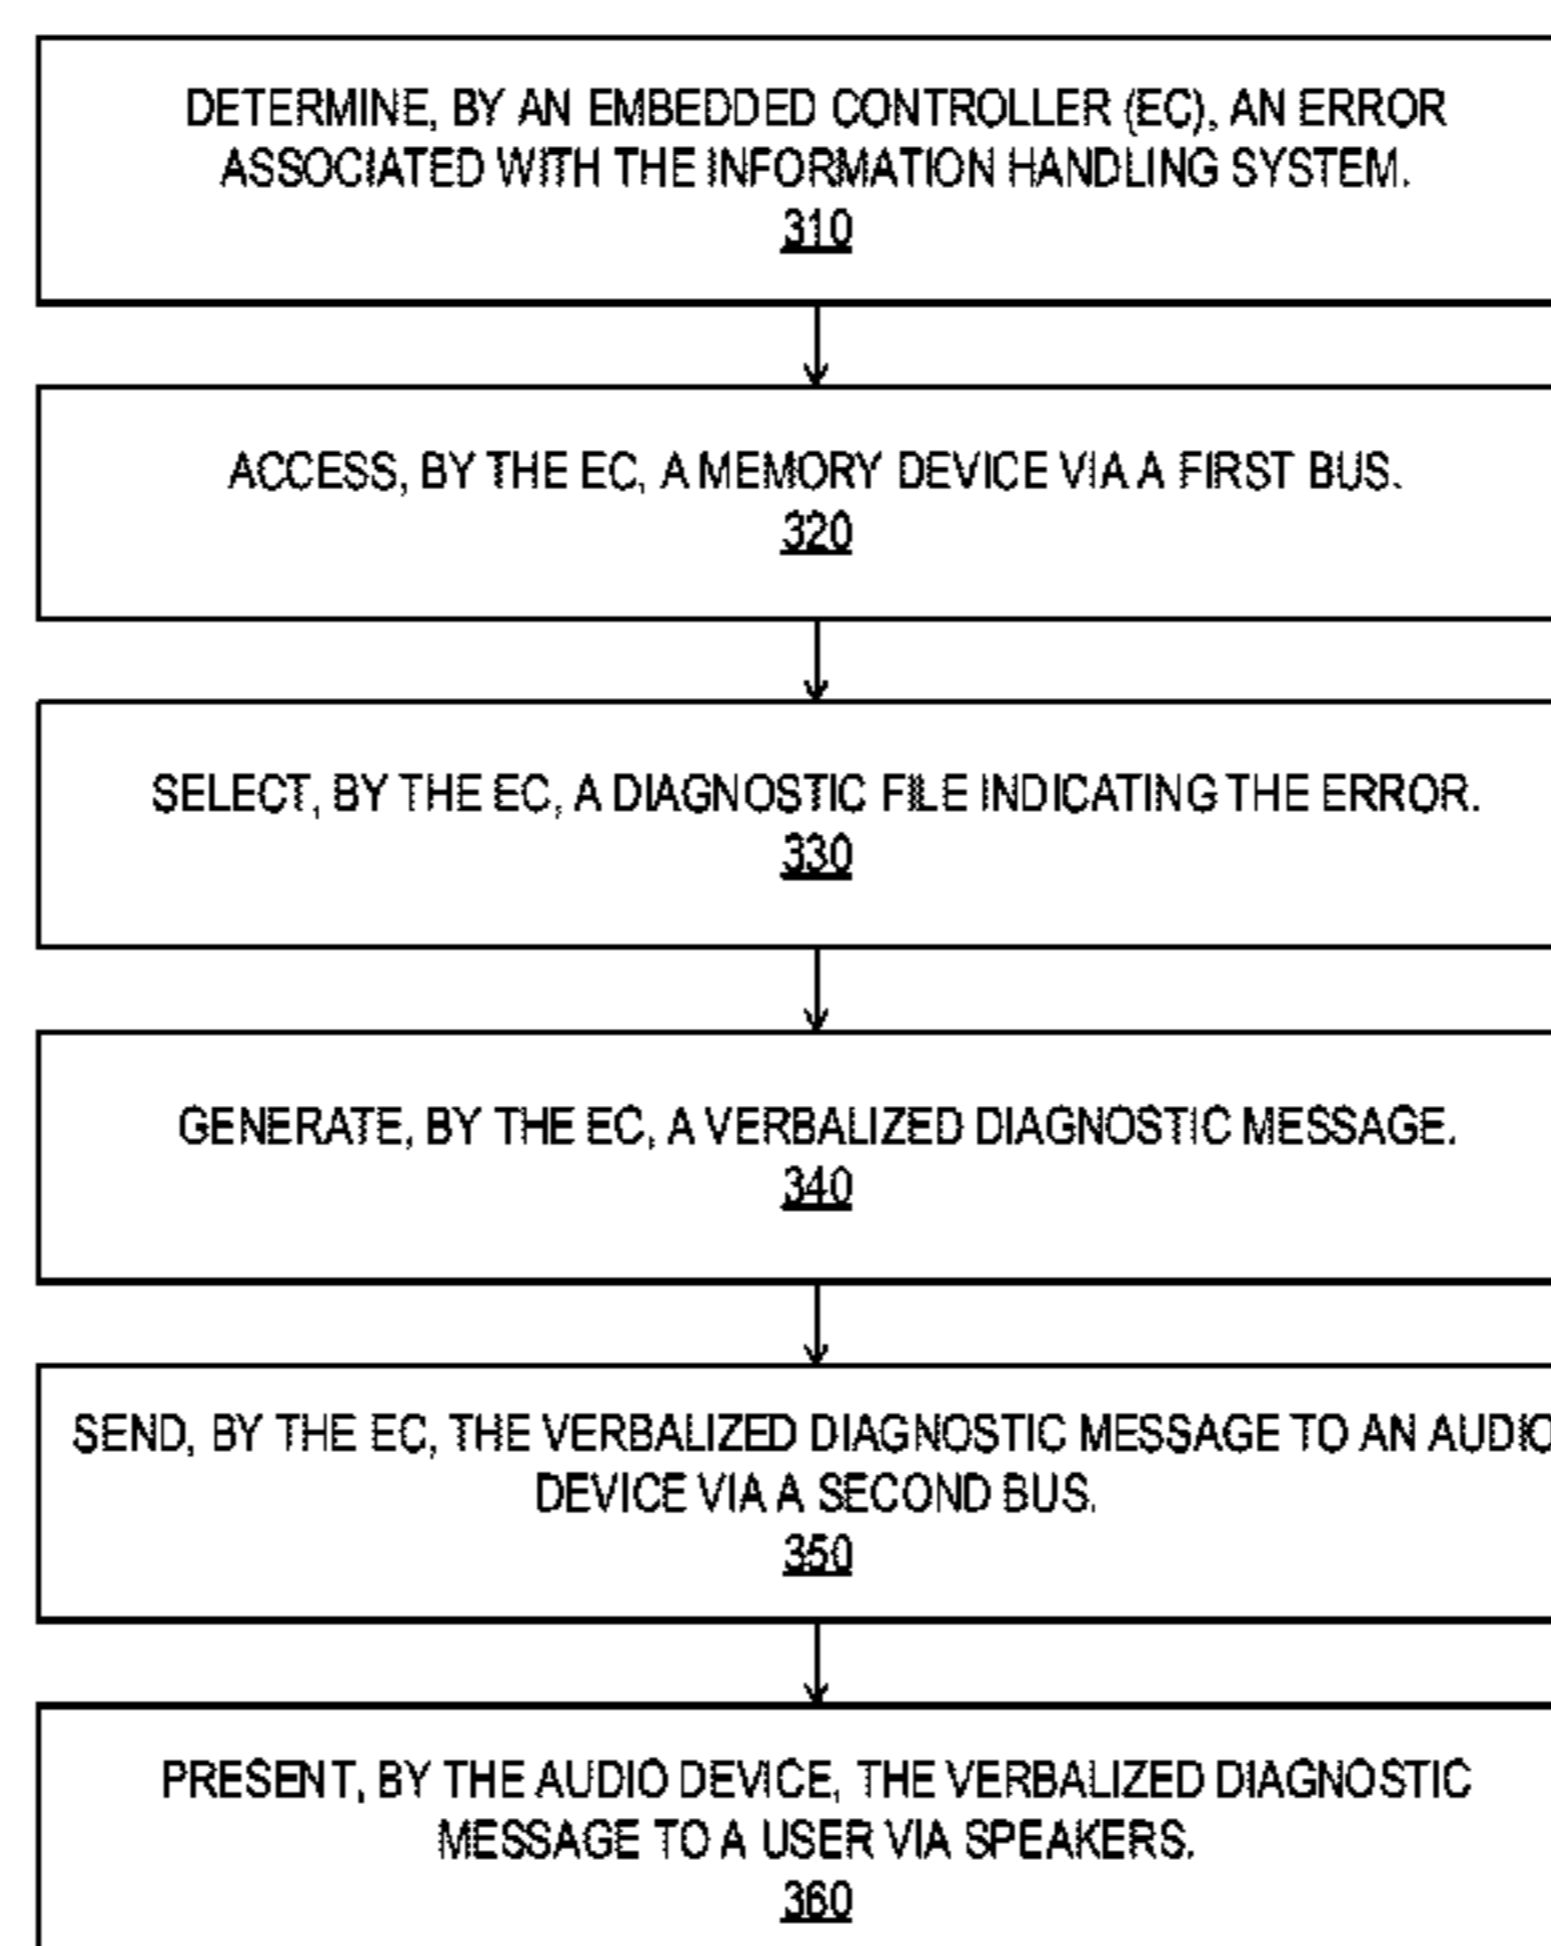 DETERMINE, BY AN EMBEDDED CONTROLLER (EC), AN ERROR
ASSOCIATED WITH THE INFORMATION HANDLING SYSTEM.
310
ACCESS, BY THE EC, A MEMORY DEVICE VIA A FIRST BUS.
320
SELECT, BY THE EC, A DIAGNOSTIC FILE INDICATING THE ERROR.
330
GENERATE, BY THE EC, A VERBALIZED DIAGNOSTIC MESSAGE.
340
SEND, BY THE EC, THE VERBALIZED DIAGNOSTIC MESSAGE TO AN AUDIO
DEVICE VIA A SECOND BUS.
350
PRESENT, BY THE AUDIO DEVICE, THE VERBALIZED DIAGNOSTIC
MESSAGE TO A USER VIA SPEAKERS.
360